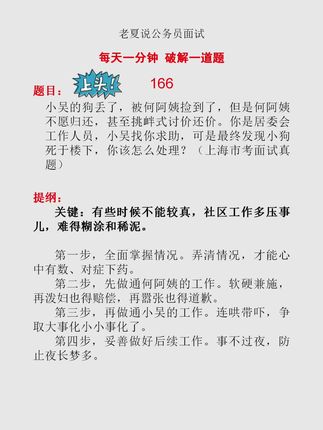 老夏说公务员面试
每天一分钟 破解一道题
题目： 上头！ 166
小吴的狗丢了，被何阿姨捡到了，但是何阿姨
不愿归还，甚至挑衅式讨价还价。你是居委会
工作人员，小吴找你求助，可是最终发现小狗
死于楼下，你该怎么处理？（上海市考面试真
题）
提纲：
关键：有些时候不能较真，社区工作多压事
儿，难得糊涂和稀泥。
第一步，全面掌握情况。弄清情况，才能心
中有数、对症下药。
第二步，先做通何阿姨的工作。软硬兼施，
再泼妇也得赔偿，再嚣张也得道歉。
第三步，再做通小吴的工作。连哄带吓，争
取大事化小小事化了。
第四步，妥善做好后续工作。事不过夜，防
止夜长梦多。